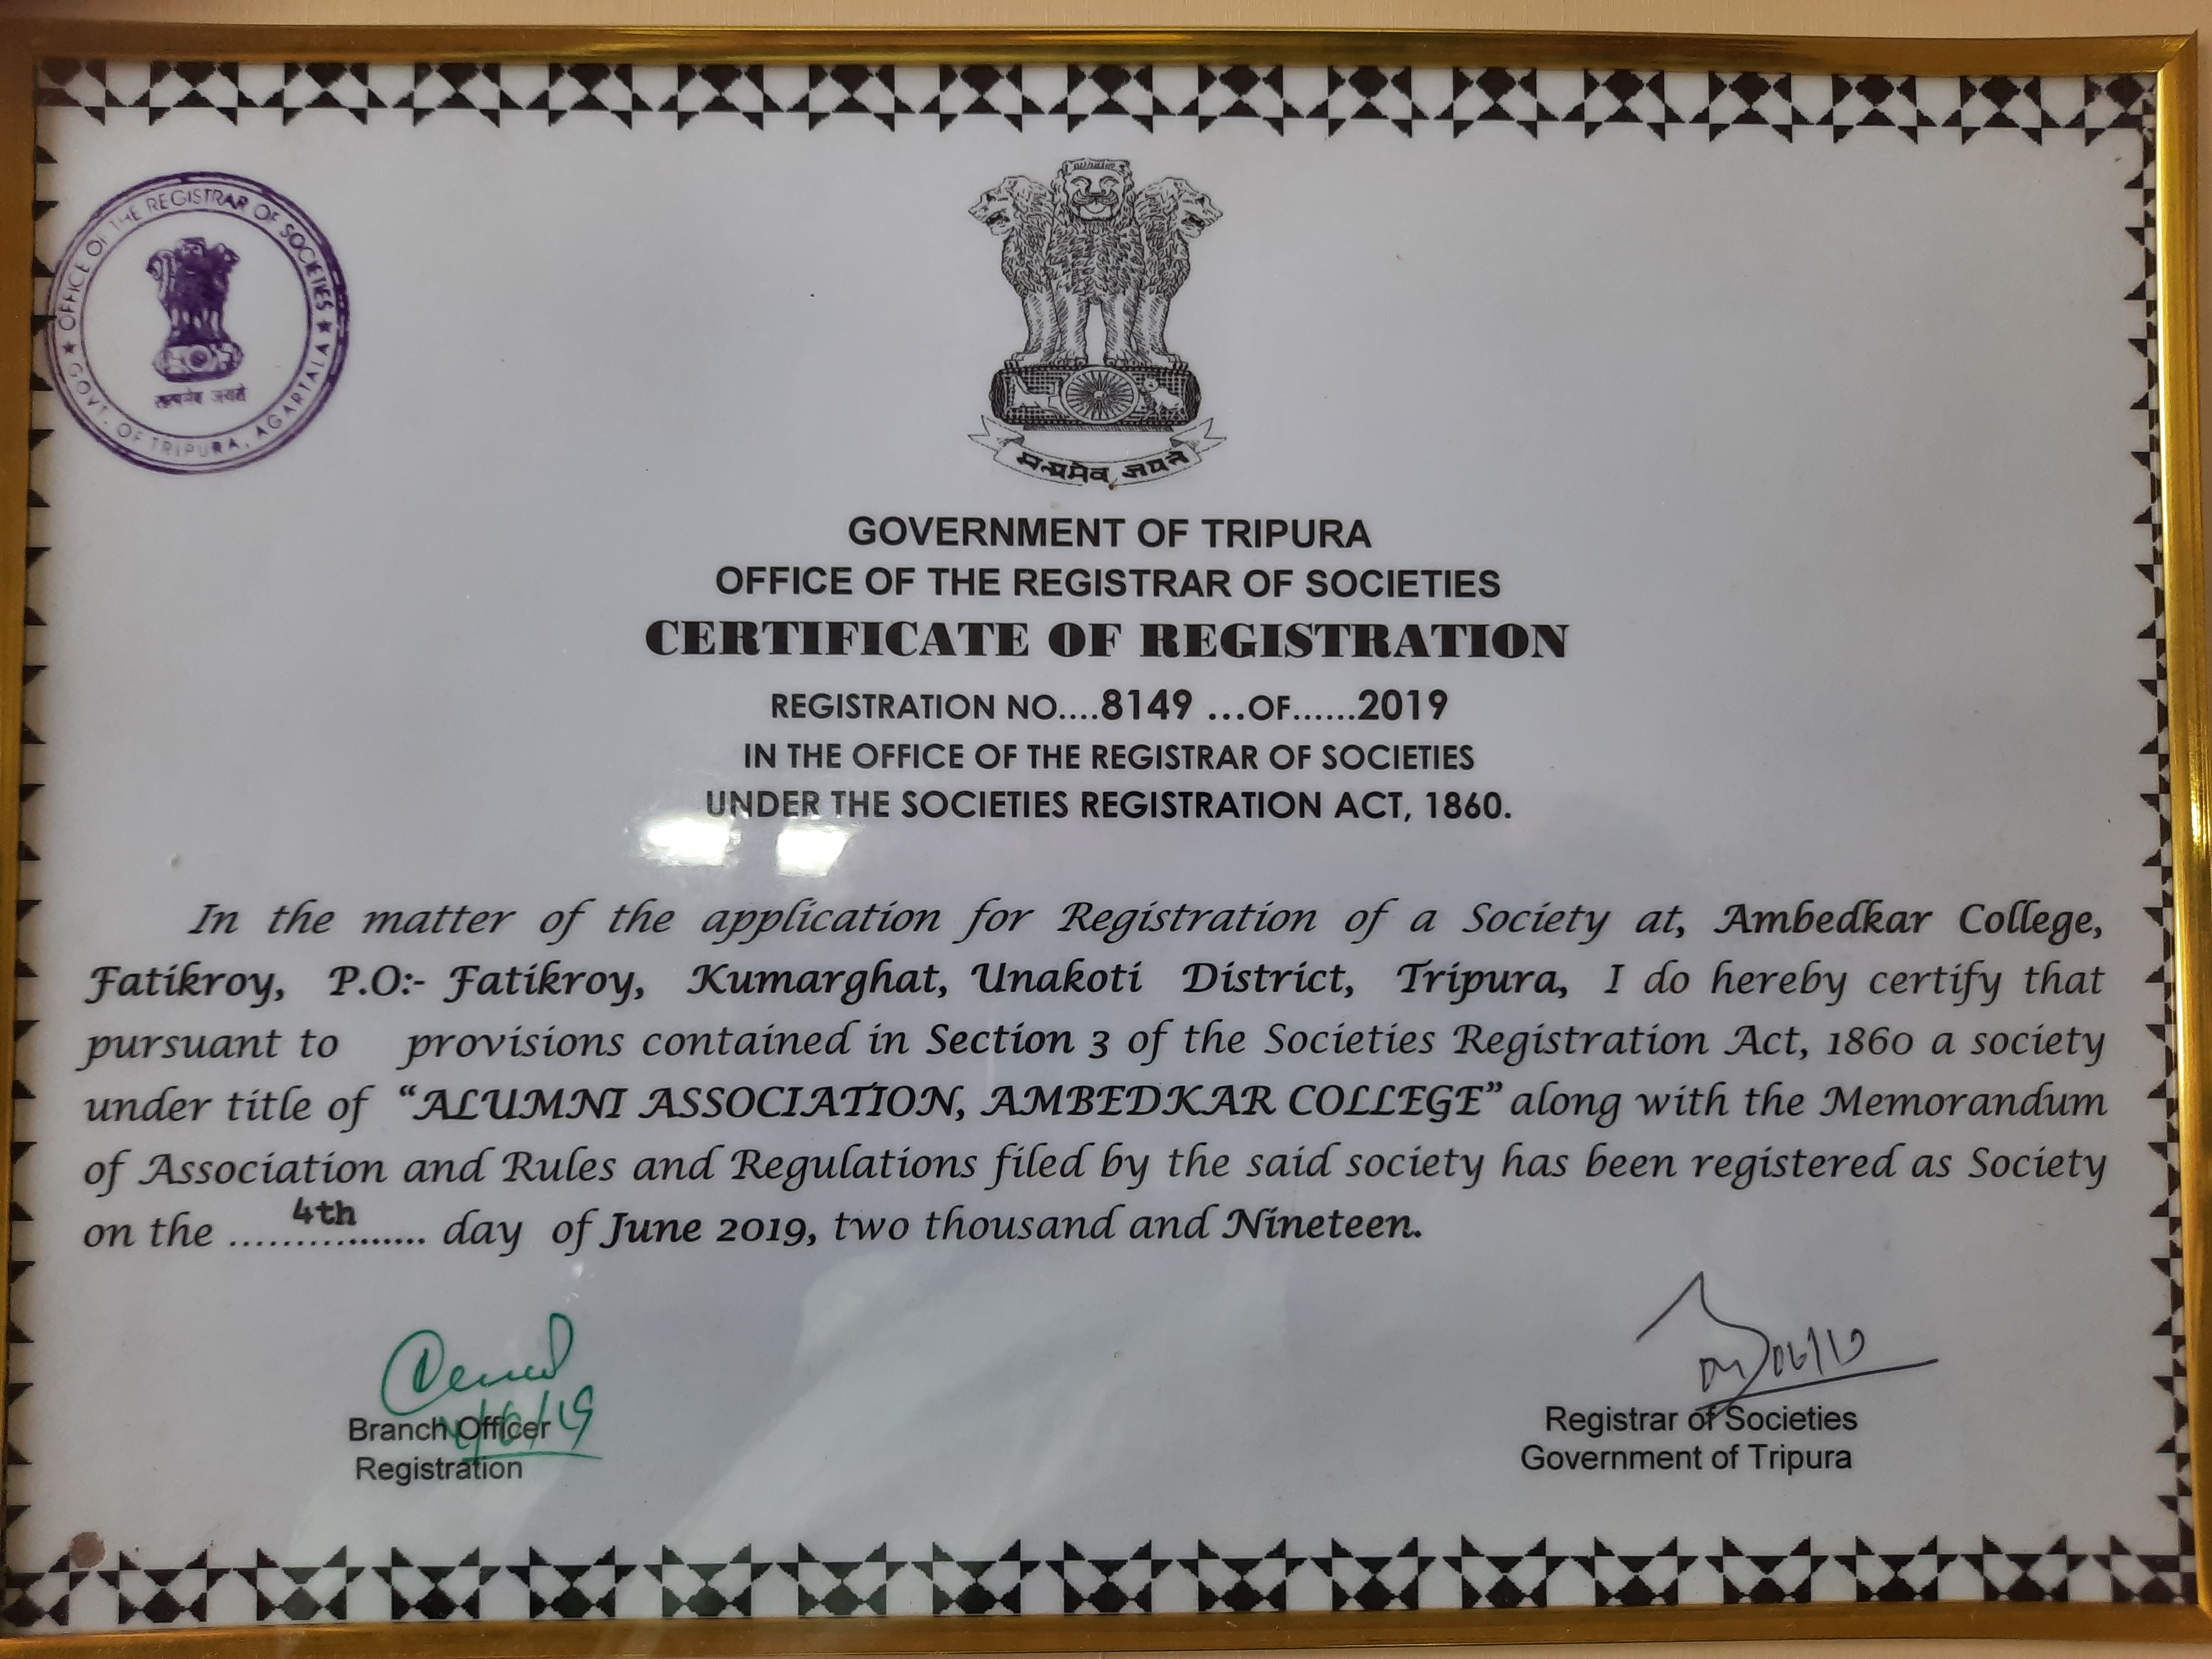 OFFICE OF THE REGISTRAR OF SOCIETIES
★ GOVT. OF TRIPURA, AGARTALA ★
सत्यमेव जयते
सत्यमेव जयते
GOVERNMENT OF TRIPURA
OFFICE OF THE REGISTRAR OF SOCIETIES
CERTIFICATE OF REGISTRATION
REGISTRATION NO....8149 ...OF......2019
IN THE OFFICE OF THE REGISTRAR OF SOCIETIES
UNDER THE SOCIETIES REGISTRATION ACT, 1860.
In the matter of the application for Registration of a Society at, Ambedkar College,
Fatikroy, P.O:- Fatikroy, Kumarghat, Unakoti District, Tripura, I do hereby certify that
pursuant to provisions contained in Section 3 of the Societies Registration Act, 1860 a society
under title of “ALUMNI ASSOCIATION, AMBEDKAR COLLEGE” along with the Memorandum
of Association and Rules and Regulations filed by the said society has been registered as Society
on the ..........4th....... day of June 2019, two thousand and Nineteen.
4/6/19
Branch Officer
Registration
Registrar of Societies
Government of Tripura